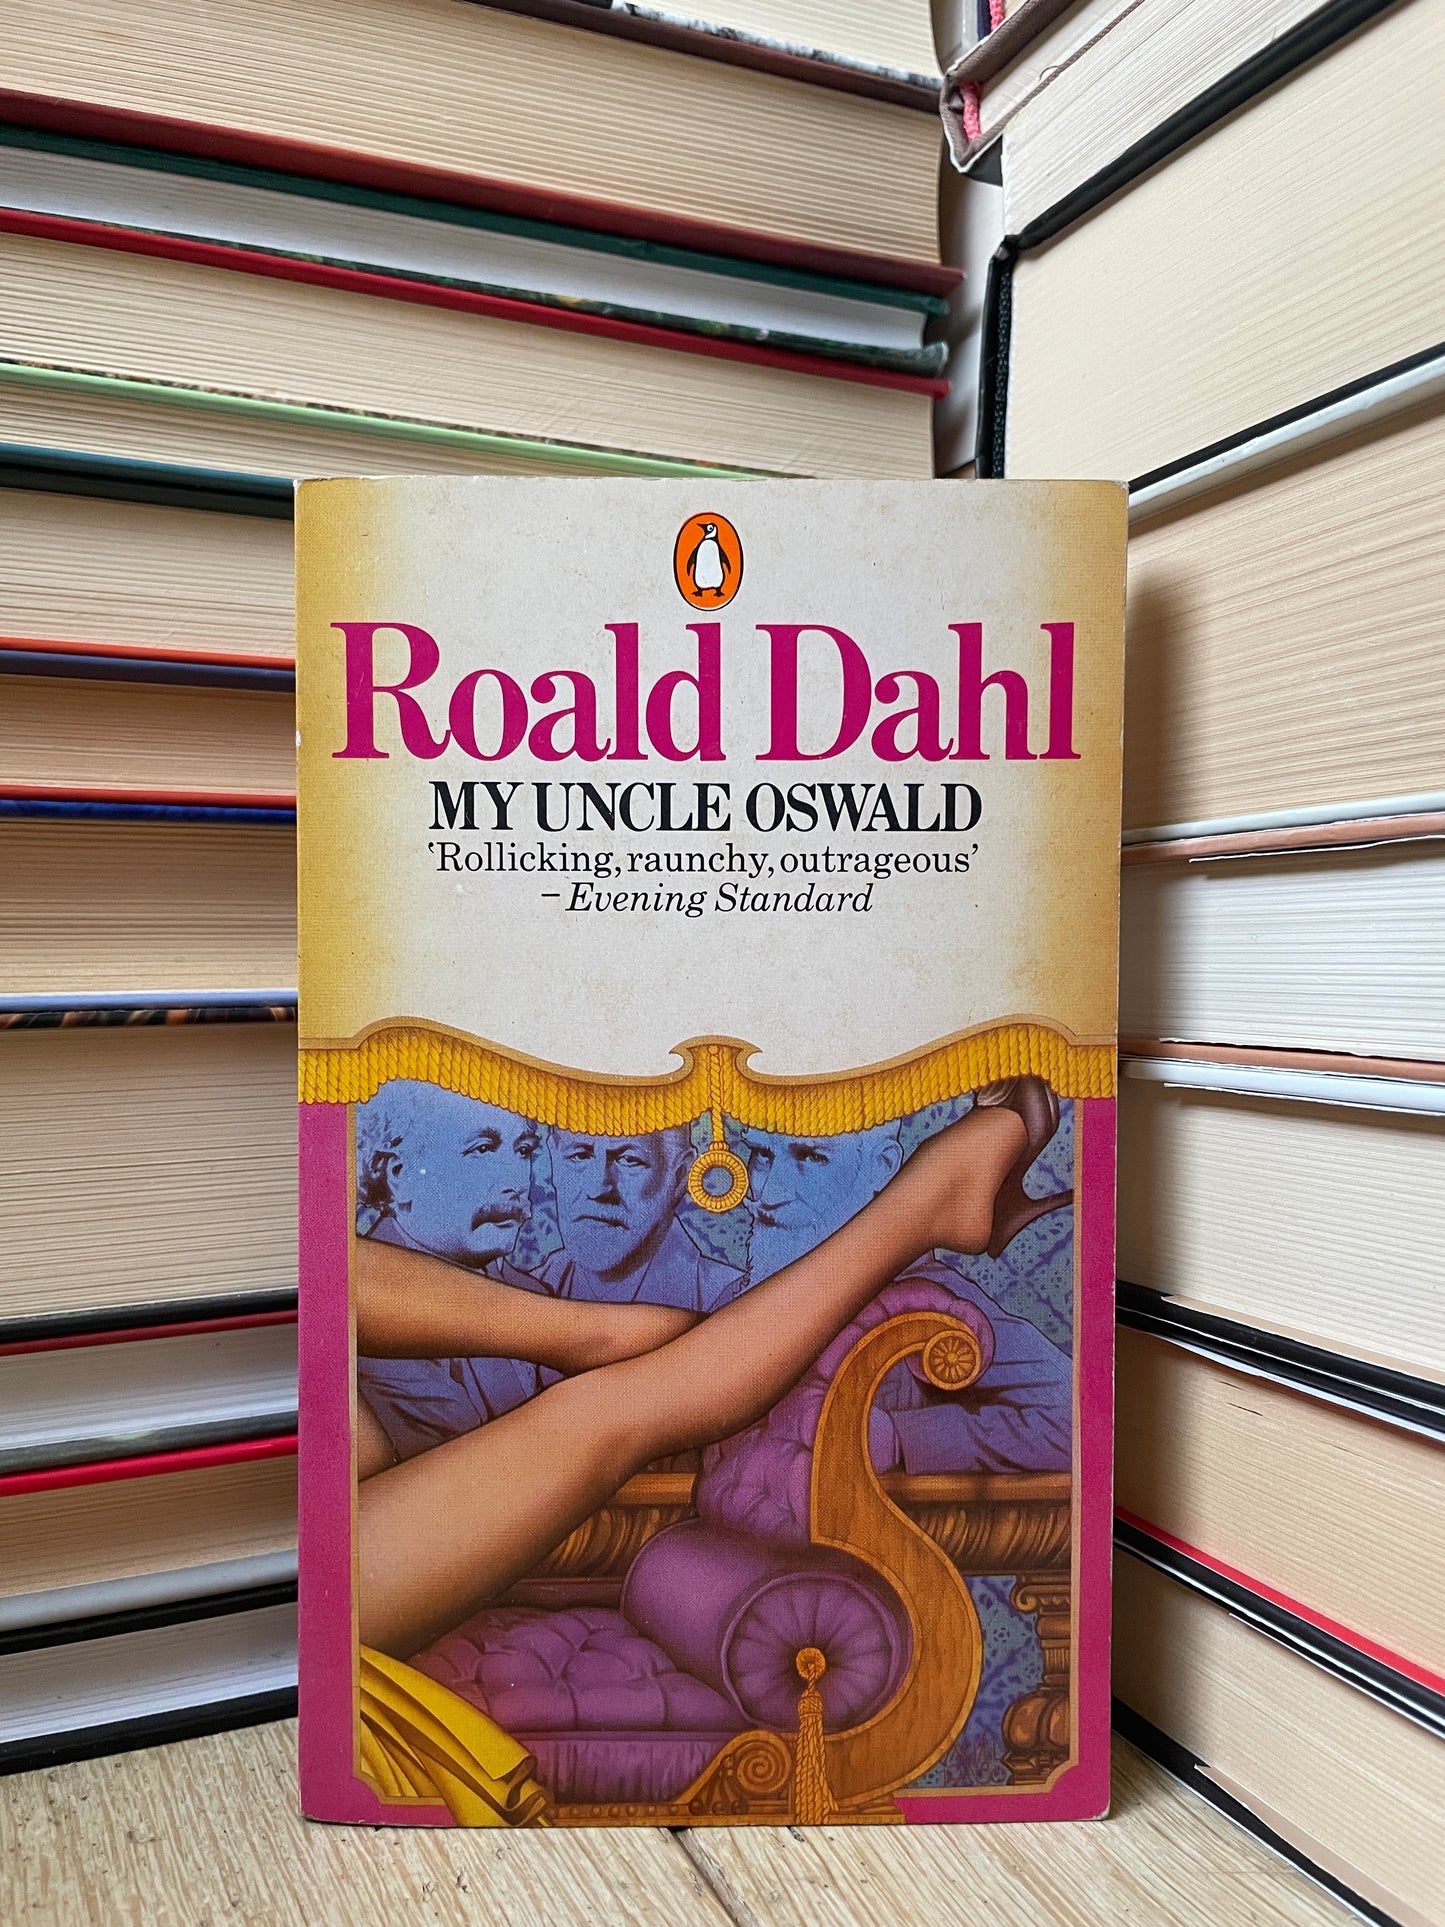 Roald Dahl
MY UNCLE OSWALD
‘Rollicking, raunchy, outrageous’
– Evening Standard